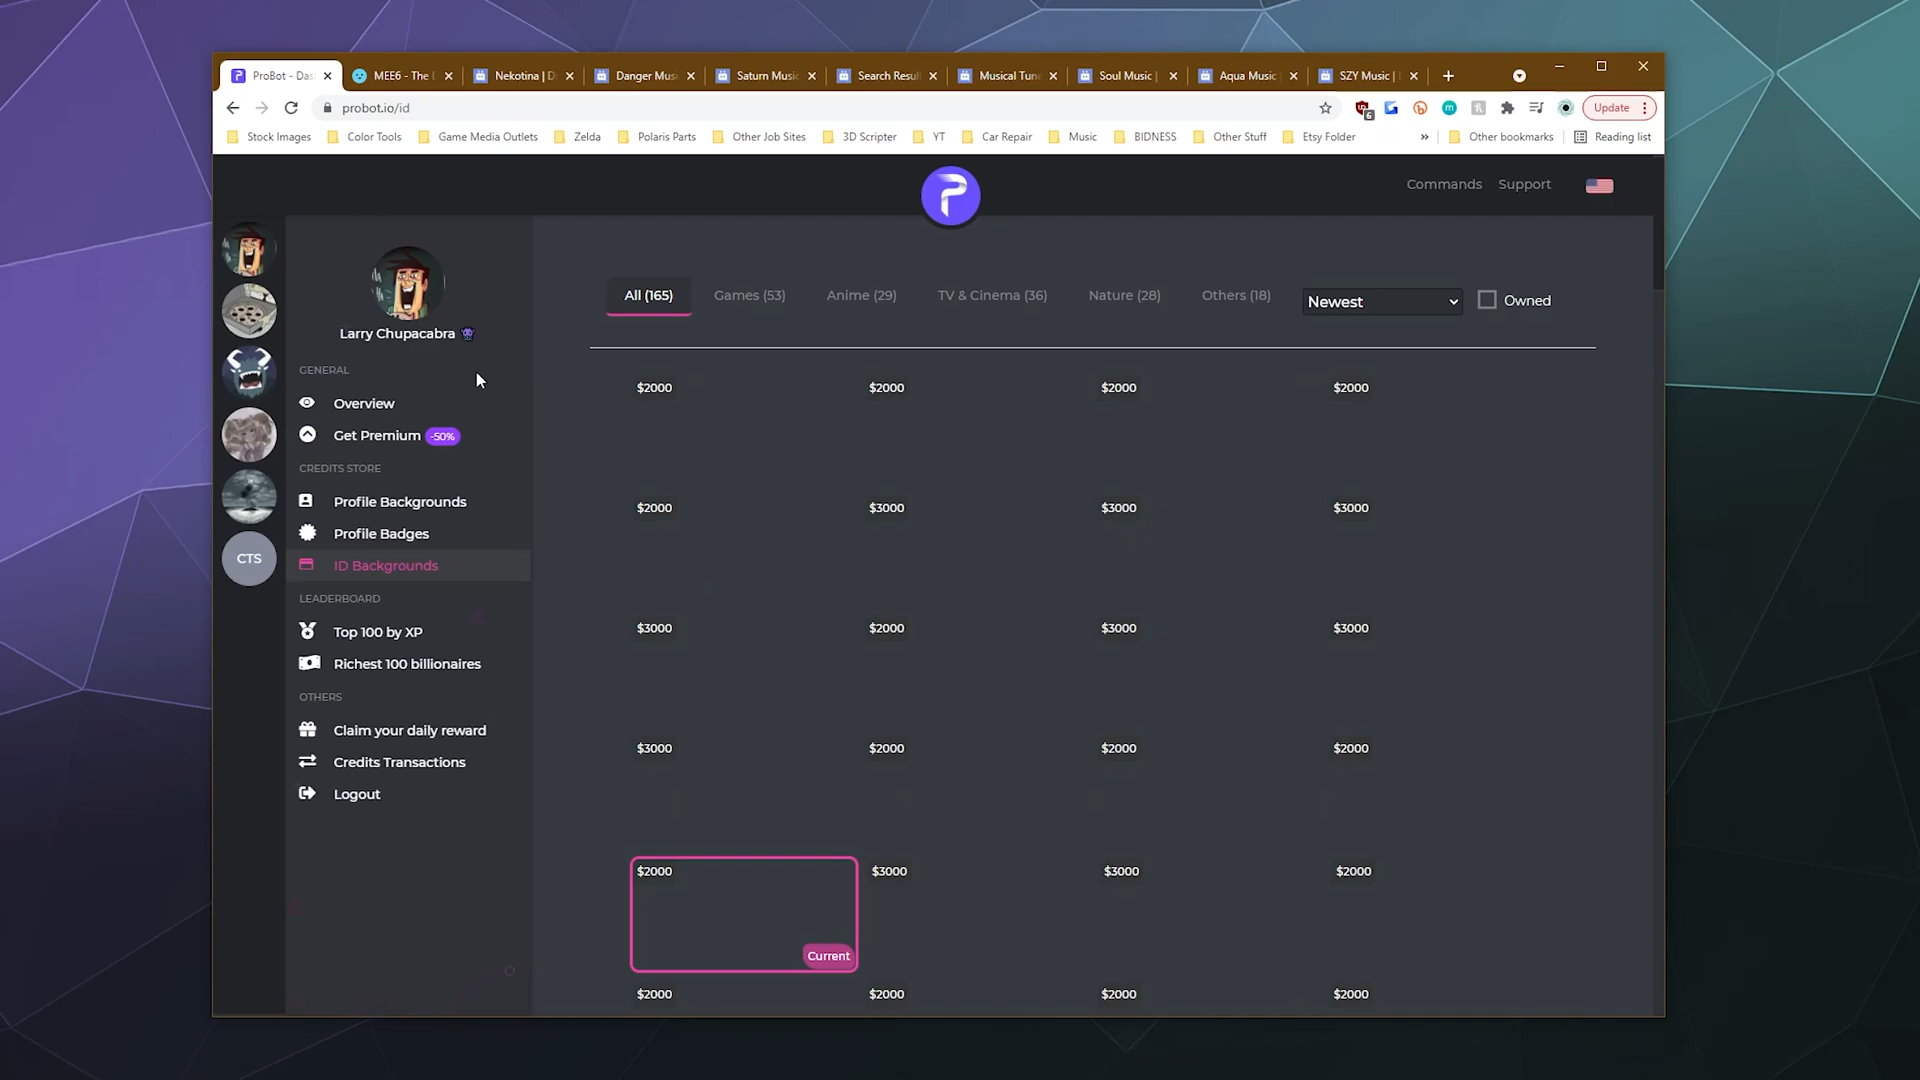 ProBot - Das
MEE6 - The D
Nekotina | Di
Danger Musi
Saturn Music
Search Resul
Musical Tune
Soul Music |
Aqua Music
SZY Music | D
probot.io/id
6
Update
Stock Images
Color Tools
Game Media Outlets
Zelda
Polaris Parts
Other Job Sites
3D Scripter
YT
Car Repair
Music
BIDNESS
Other Stuff
Etsy Folder
»
Other bookmarks
Reading list
Commands
Support
Larry Chupacabra
GENERAL
Overview
Get Premium -50%
CREDITS STORE
Profile Backgrounds
Profile Badges
ID Backgrounds
LEADERBOARD
Top 100 by XP
Richest 100 billionaires
OTHERS
Claim your daily reward
Credits Transactions
Logout
CTS
All (165)
Games (53)
Anime (29)
TV & Cinema (36)
Nature (28)
Others (18)
Newest
Owned
$2000 $2000 $2000 $2000
$2000 $3000 $3000 $3000
$3000 $2000 $3000 $3000
$3000 $2000 $2000 $2000
$2000 $3000 $3000 $2000
Current
$2000 $2000 $2000 $2000